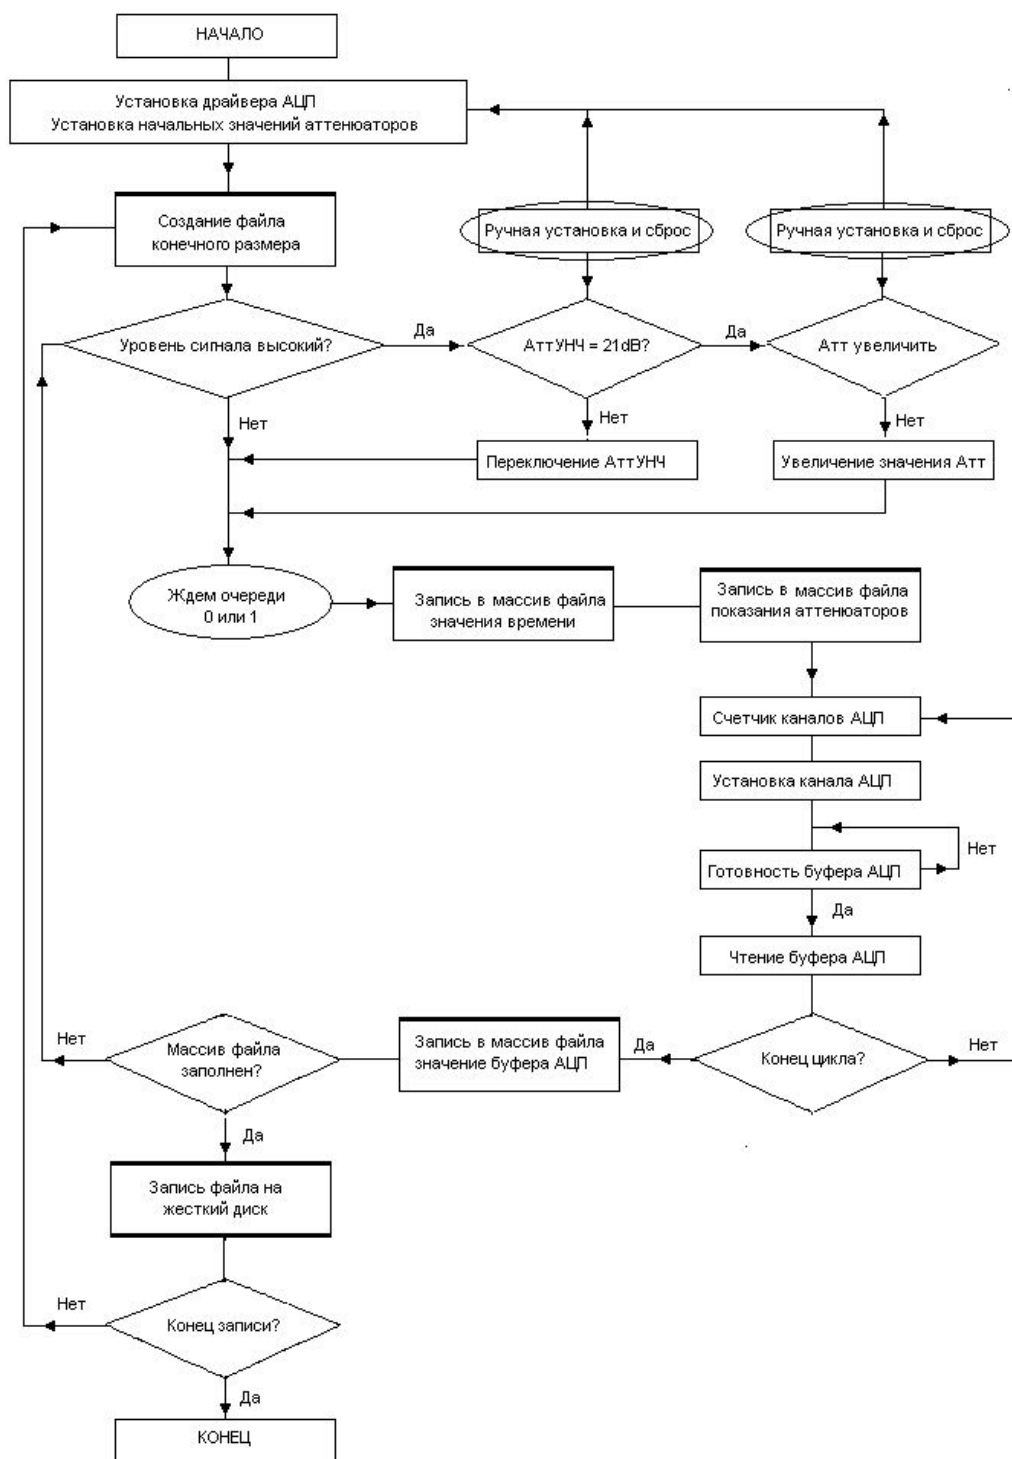 НАЧАЛО
Установка драйвера АЦП
Установка начальных значений аттенюаторов
Создание файла
конечного размера
Ручная установка и сброс
Ручная установка и сброс
Уровень сигнала высокий?
Да
АттУНЧ = 21dB?
Да
Атт увеличить
Нет
Нет
Нет
Переключение АттУНЧ
Увеличение значения Атт
Ждем очереди
0 или 1
Запись в массив файла
значения времени
Запись в массив файла
показания аттенюаторов
Счетчик каналов АЦП
Установка канала АЦП
Нет
Готовность буфера АЦП
Да
Чтение буфера АЦП
Нет
Массив файла
заполнен?
Запись в массив файла
значение буфера АЦП
Да
Конец цикла?
Нет
Да
Запись файла на
жесткий диск
Нет
Конец записи?
Да
КОНЕЦ